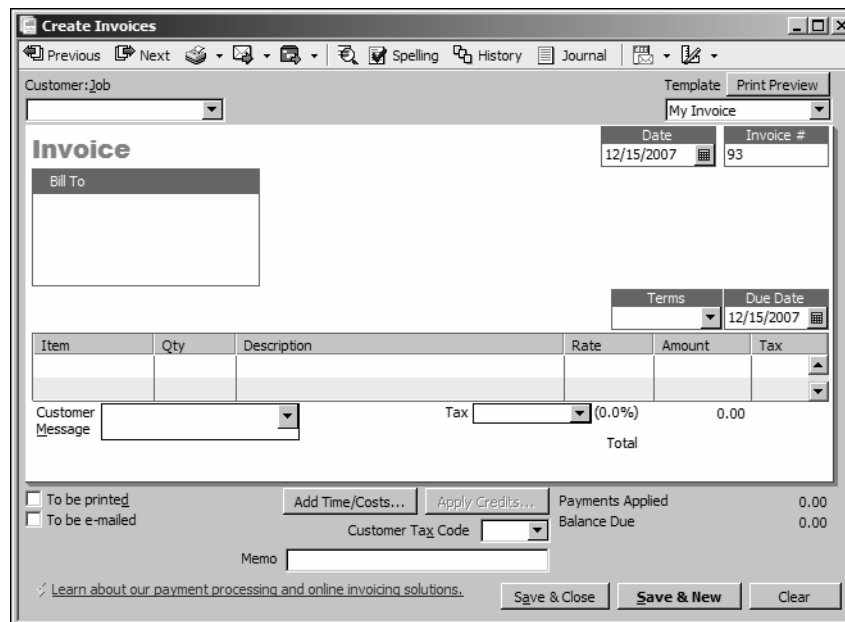 Create Invoices
Previous Next Spelling History Journal
Customer:Job Template Print Preview
My Invoice
Invoice Date Invoice #
12/15/2007 93
Bill To
Terms Due Date
12/15/2007
Item Qty Description Rate Amount Tax
Customer Message Tax (0.0%) 0.00
Total
To be printed Add Time/Costs... Apply Credits... Payments Applied 0.00
To be e-mailed Customer Tax Code Balance Due 0.00
Memo
Learn about our payment processing and online invoicing solutions. Save & Close Save & New Clear